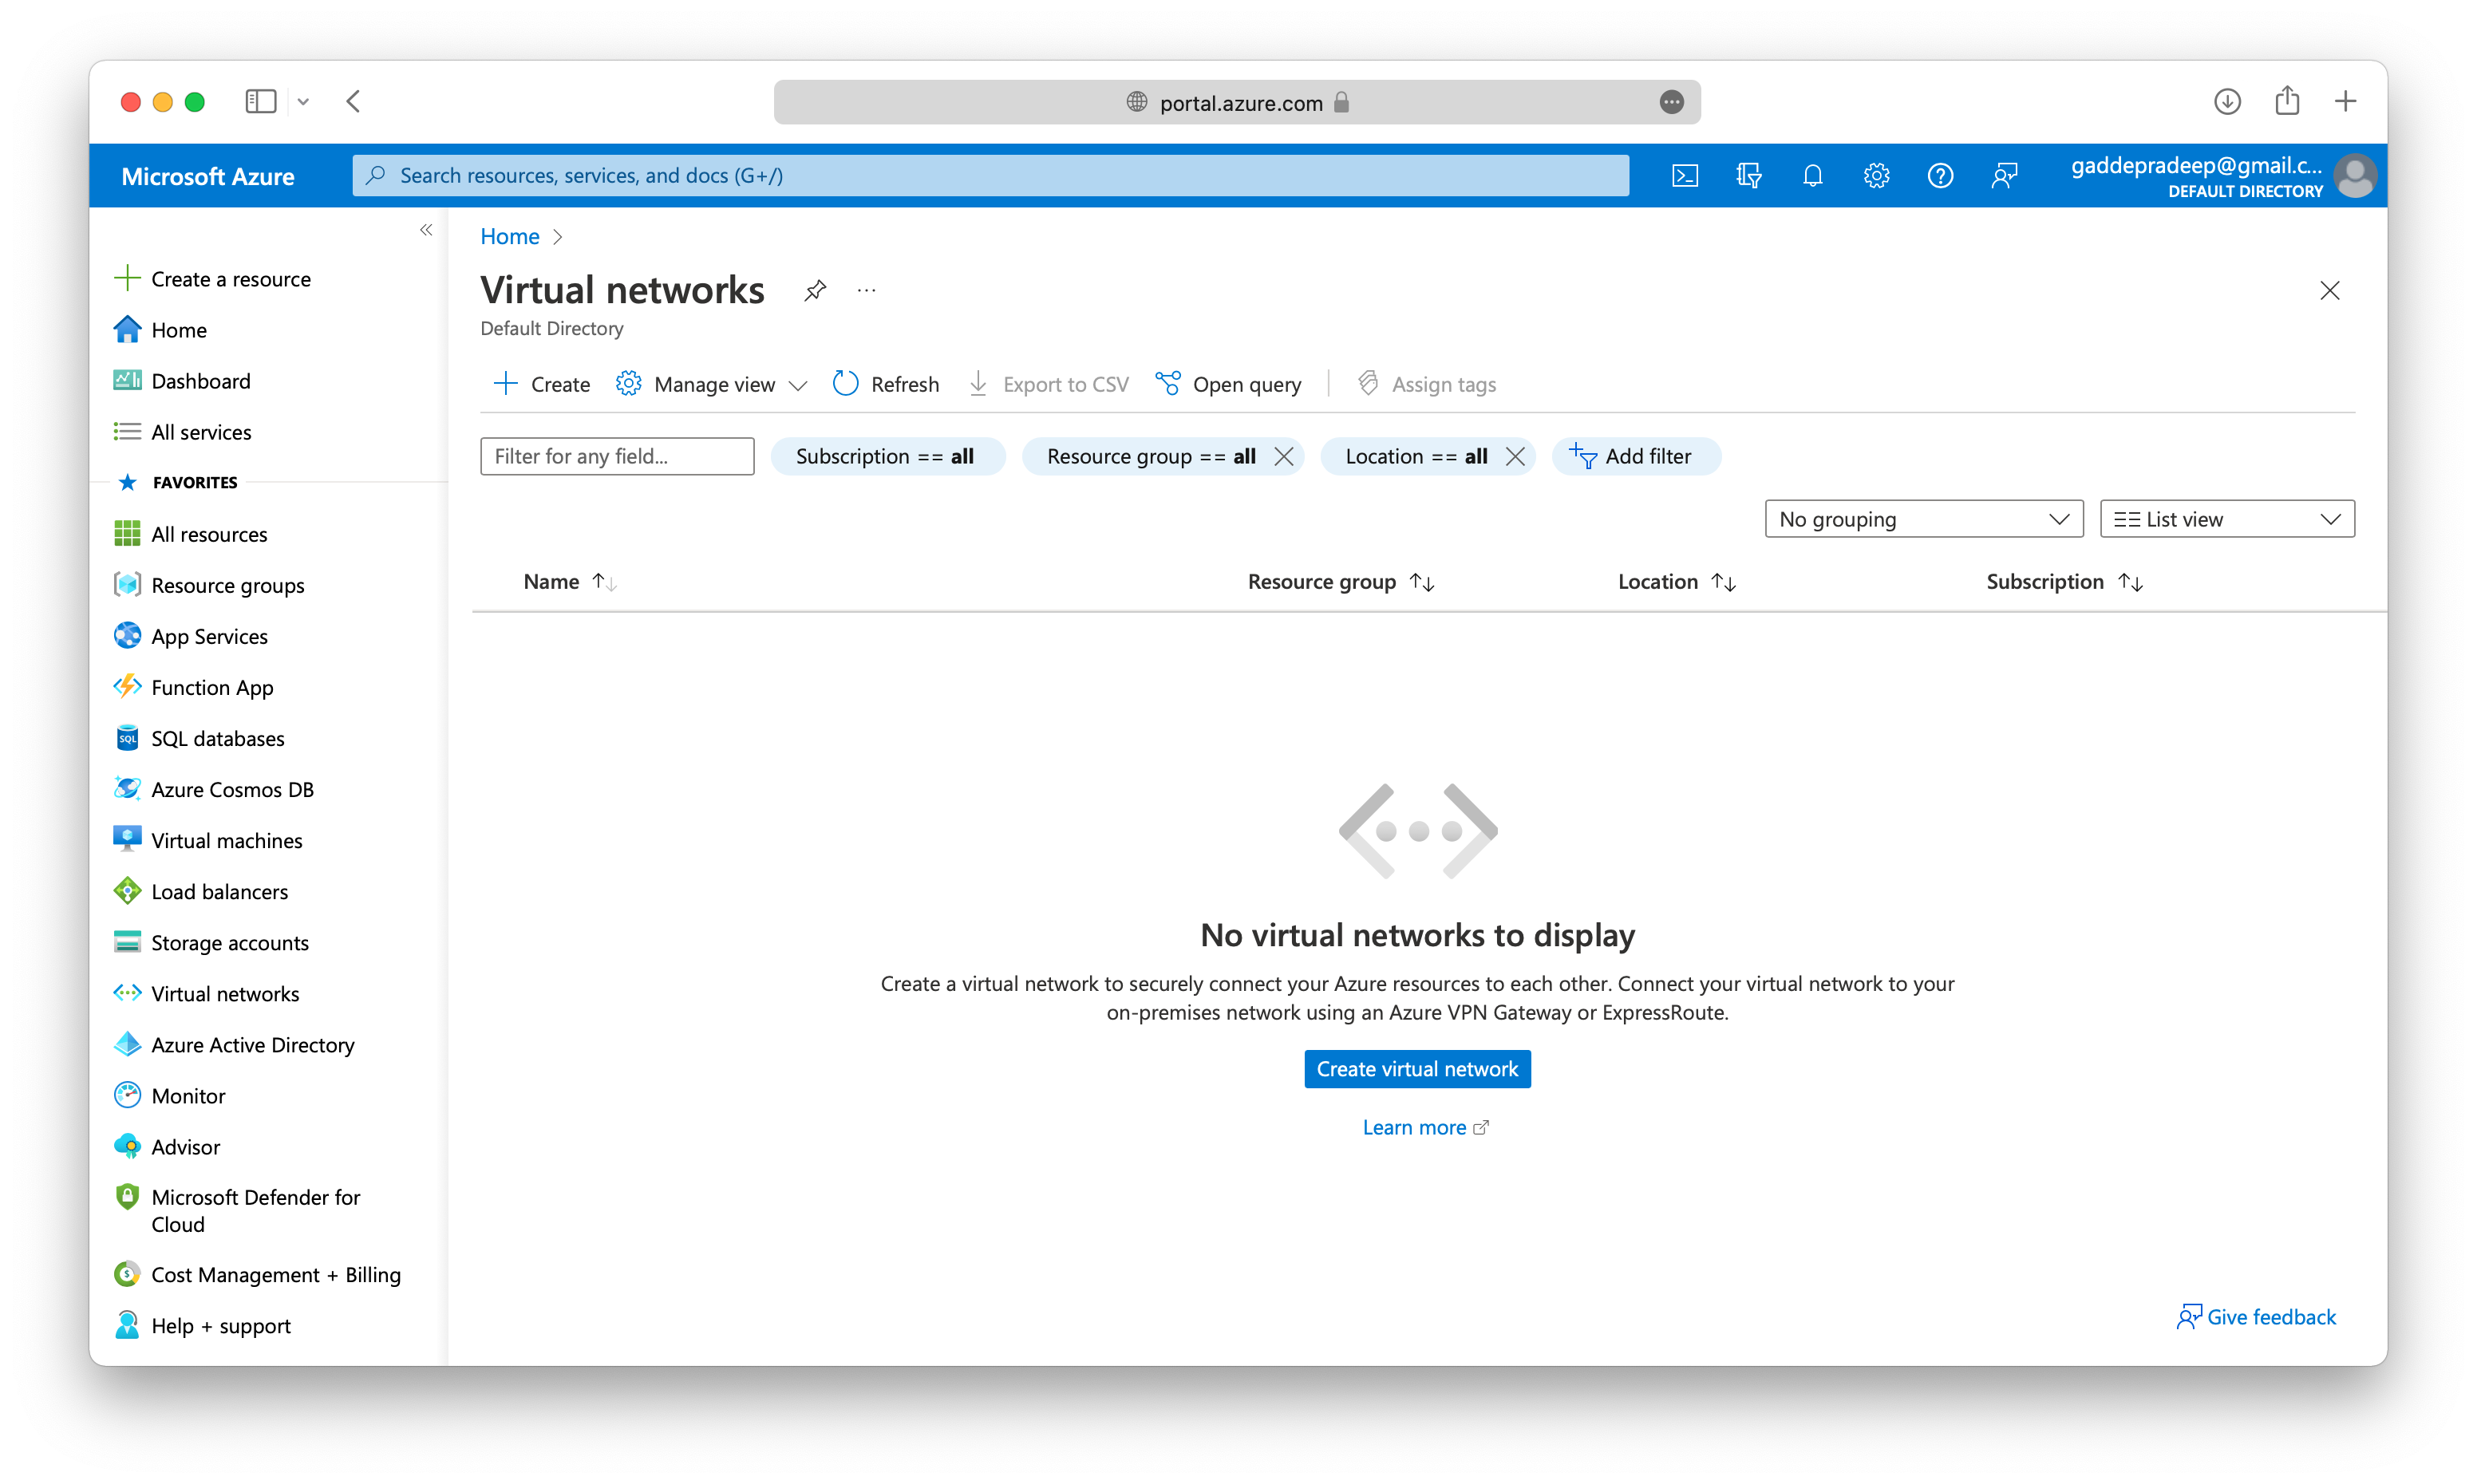 portal.azure.com
Microsoft Azure
Search resources, services, and docs (G+/)
gaddepradeep@gmail.c...
DEFAULT DIRECTORY
Create a resource
Home
Dashboard
All services
FAVORITES
All resources
Resource groups
App Services
Function App
SQL databases
Azure Cosmos DB
Virtual machines
Load balancers
Storage accounts
Virtual networks
Azure Active Directory
Monitor
Advisor
Microsoft Defender for
Cloud
Cost Management + Billing
Help + support
Home >
Virtual networks ...
Default Directory
Create Manage view Refresh Export to CSV Open query Assign tags
Filter for any field... Subscription == all Resource group == all Location == all Add filter
No grouping List view
Name Resource group Location Subscription
No virtual networks to display
Create a virtual network to securely connect your Azure resources to each other. Connect your virtual network to your
on-premises network using an Azure VPN Gateway or ExpressRoute.
Create virtual network
Learn more
Give feedback